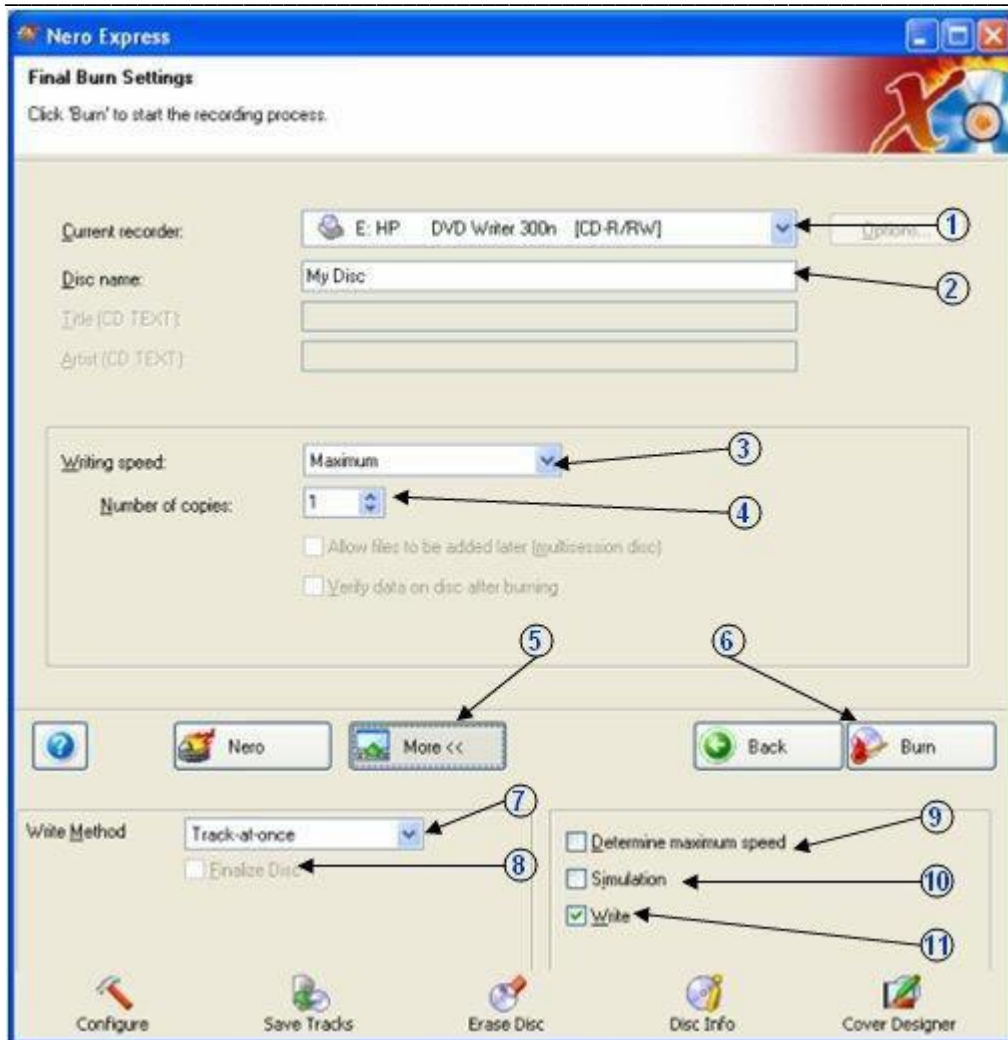 Nero Express
Final Burn Settings
Click 'Burn' to start the recording process.
Current recorder: E: HP DVD Writer 300n [CD-R/RW] Options... 1
Disc name: My Disc 2
Title (CD TEXT):
Artist (CD TEXT):
Writing speed: Maximum 3
Number of copies: 1 4
Allow files to be added later (multisession disc)
Verify data on disc after burning
5 6
Nero More << Back Burn
7
Write Method Track-at-once
Finalize Disc 8
9
Determine maximum speed
Simulation 10
Write
11
Configure Save Tracks Erase Disc Disc Info Cover Designer